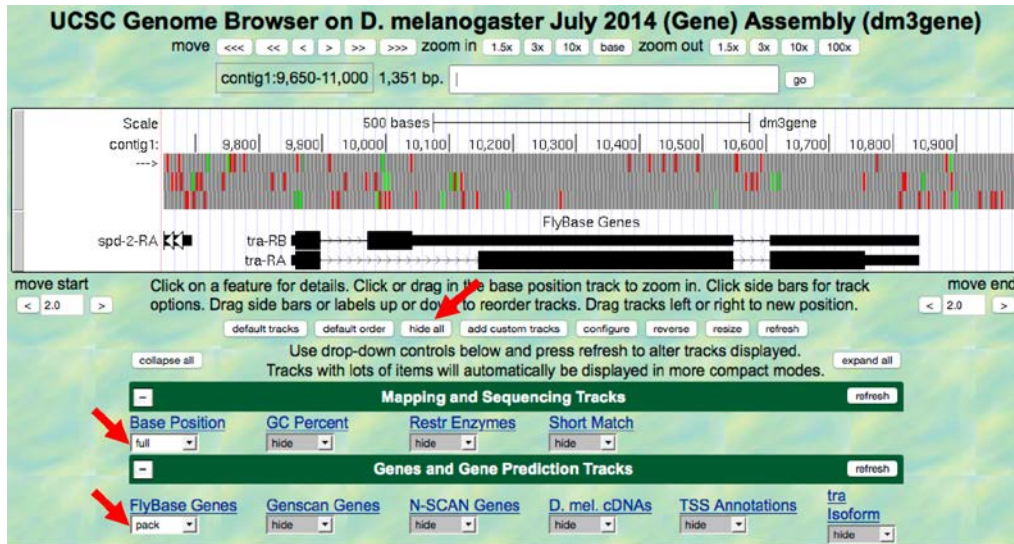 UCSC Genome Browser on D. melanogaster July 2014 (Gene) Assembly (dm3gene)
move <<< << < > >> >>> zoom in 1.5x 3x 10x base zoom out 1.5x 3x 10x 100x
contig1:9,650-11,000 1,351 bp. go
Scale 500 bases dm3gene
contig1: 9,800 9,900 10,000 10,100 10,200 10,300 10,400 10,500 10,600 10,700 10,800 10,900
--->
FlyBase Genes
spd-2-RA tra-RB
tra-RA
move start Click on a feature for details. Click or drag in the base position track to zoom in. Click side bars for track move end
< 2.0 > options. Drag side bars or labels up or down to reorder tracks. Drag tracks left or right to new position. < 2.0 >
default tracks default order hide all add custom tracks configure reverse resize refresh
collapse all Use drop-down controls below and press refresh to alter tracks displayed. expand all
Tracks with lots of items will automatically be displayed in more compact modes.
- Mapping and Sequencing Tracks refresh
Base Position GC Percent Restr Enzymes Short Match
full hide hide hide
- Genes and Gene Prediction Tracks refresh
FlyBase Genes Genscan Genes N-SCAN Genes D. mel. cDNAs TSS Annotations tra Isoform
pack hide hide hide hide hide